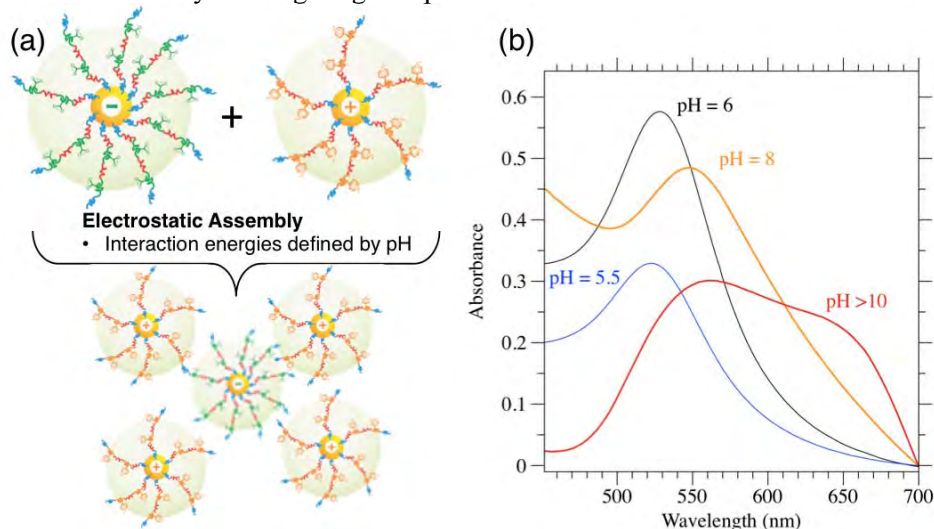 (a)
−
+
+
Electrostatic Assembly
• Interaction energies defined by pH
+
+
−
+
+
(b)
0.6
0.5
0.4
0.3
0.2
0.1
0
Absorbance
pH = 6
pH = 8
pH = 5.5
pH >10
500 550 600 650 700
Wavelength (nm)